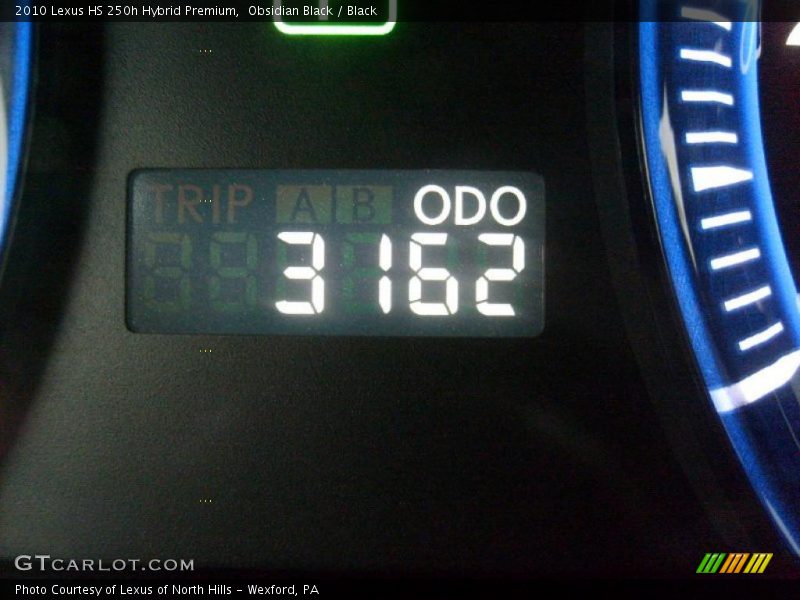 2010 Lexus HS 250h Hybrid Premium,  Obsidian Black / Black
TRIP A B ODO
3162
GTCARLOT.COM
Photo Courtesy of Lexus of North Hills – Wexford, PA